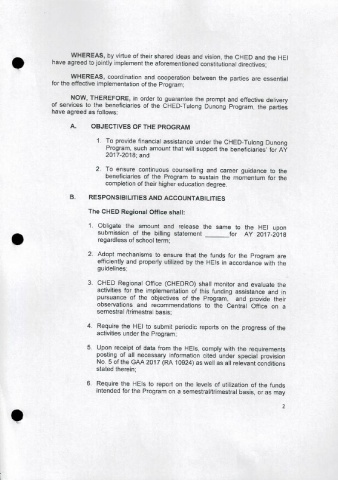 WHEREAS, by virtue of their shared ideas and vision, the CHED and the HEI
have agreed to jointly implement the aforementioned constitutional directives;
WHEREAS, coordination and cooperation between the parties are essential
for the effective implementation of the Program;
NOW, THEREFORE, in order to guarantee the prompt and effective delivery
of services to the beneficiaries of the CHED-Tulong Dunong Program, the parties
have agreed as follows:
A. OBJECTIVES OF THE PROGRAM
1. To provide financial assistance under the CHED-Tulong Dunong
Program, such amount that will support the beneficiaries' for AY
2017-2018; and
2. To ensure continuous counselling and career guidance to the
beneficiaries of the Program to sustain the momentum for the
completion of their higher education degree.
B. RESPONSIBILITIES AND ACCOUNTABILITIES
The CHED Regional Office shall:
1. Obligate the amount and release the same to the HEI upon
submission of the billing statement ______for AY 2017-2018
regardless of school term;
2. Adopt mechanisms to ensure that the funds for the Program are
efficiently and properly utilized by the HEIs in accordance with the
guidelines;
3. CHED Regional Office (CHEDRO) shall monitor and evaluate the
activities for the implementation of this funding assistance and in
pursuance of the objectives of the Program, and provide their
observations and recommendations to the Central Office on a
semestral /trimestral basis;
4. Require the HEI to submit periodic reports on the progress of the
activities under the Program;
5. Upon receipt of data from the HEIs, comply with the requirements
posting of all necessary information cited under special provision
No. 5 of the GAA 2017 (RA 10924) as well as all relevant conditions
stated therein;
6. Require the HEIs to report on the levels of utilization of the funds
intended for the Program on a semestral/trimestral basis, or as may
2